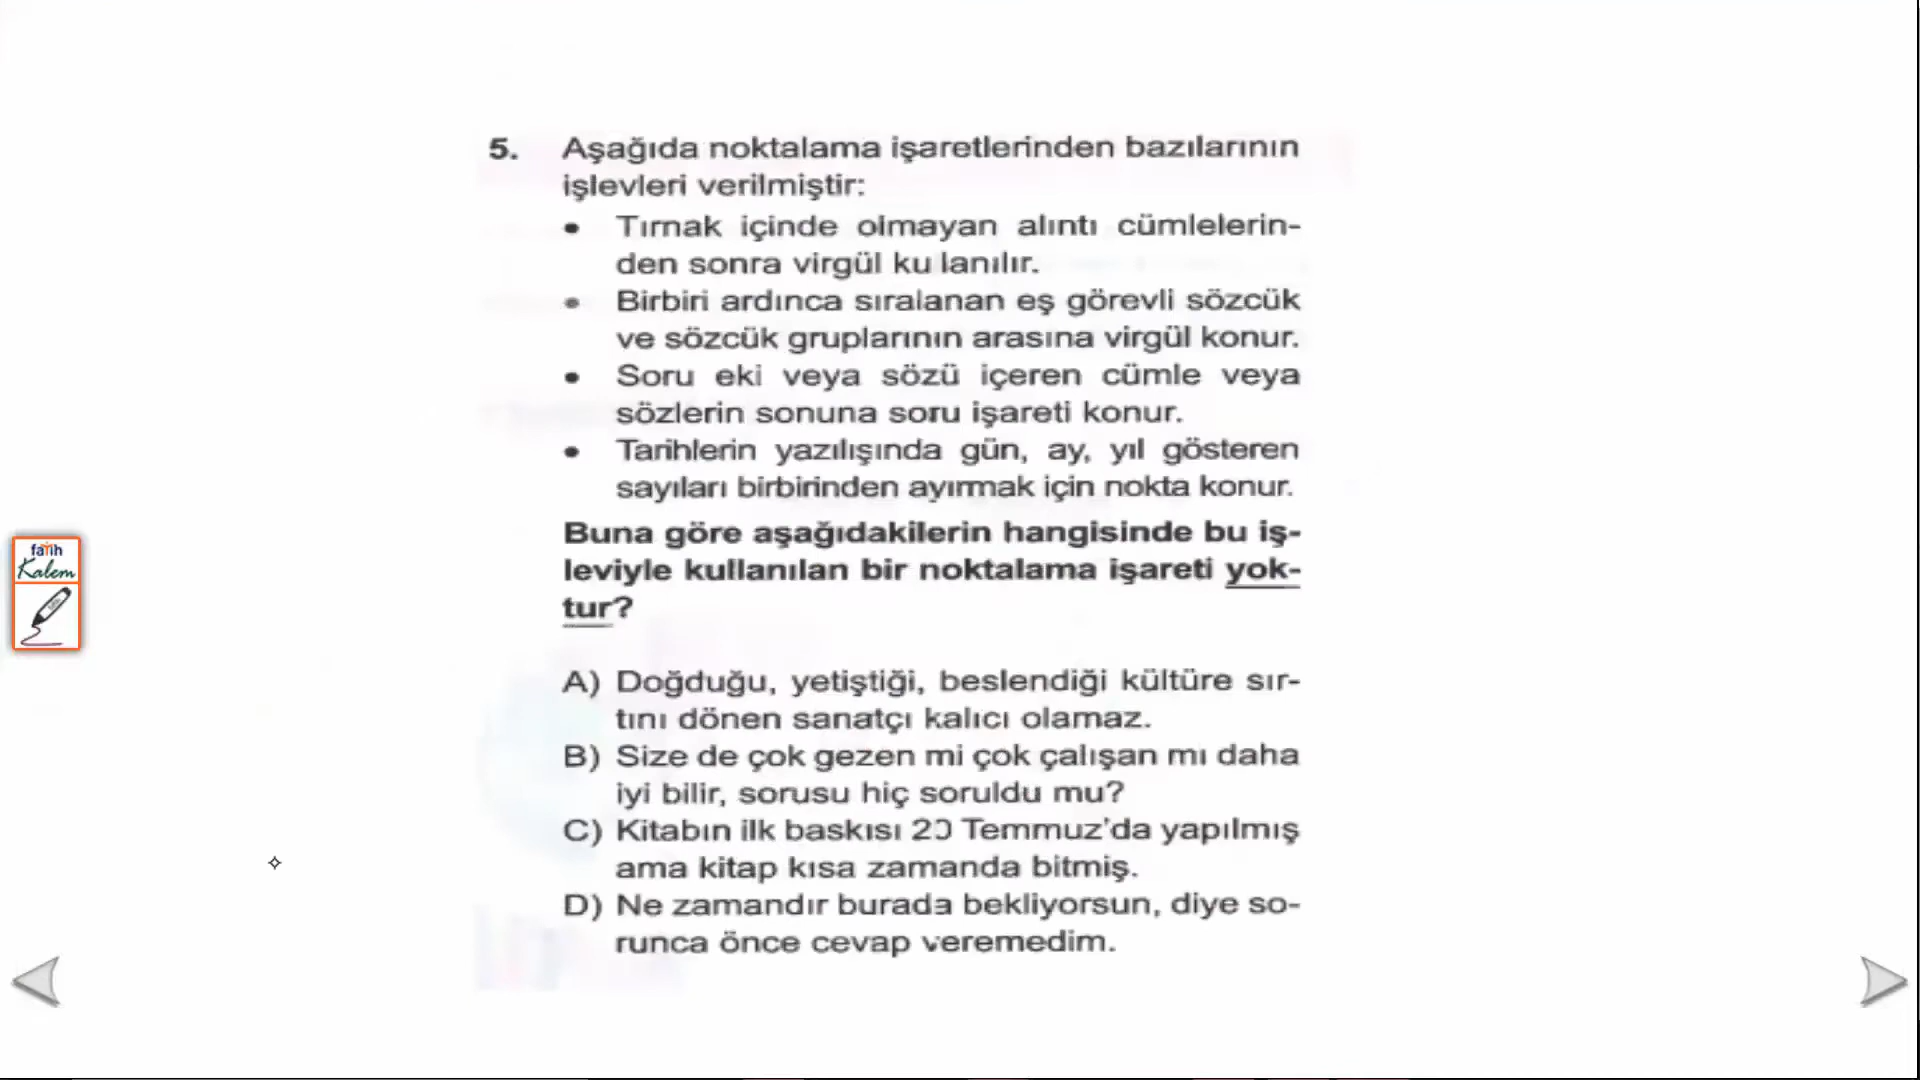 5. Aşağıda noktalama işaretlerinden bazılarının
işlevleri verilmiştir:
• Tırnak içinde olmayan alıntı cümlelerin-
den sonra virgül kullanılır.
• Birbiri ardınca sıralanan eş görevli sözcük
ve sözcük gruplarının arasına virgül konur.
• Soru eki veya sözü içeren cümle veya
sözlerin sonuna soru işareti konur.
• Tarihlerin yazılışında gün, ay, yıl gösteren
sayıları birbirinden ayırmak için nokta konur.
Buna göre aşağıdakilerin hangisinde bu iş-
leviyle kullanılan bir noktalama işareti yok-
tur?
fatih
Kalem
A) Doğduğu, yetiştiği, beslendiği kültüre sır-
tını dönen sanatçı kalıcı olamaz.
B) Size de çok gezen mi çok çalışan mı daha
iyi bilir, sorusu hiç soruldu mu?
C) Kitabın ilk baskısı 20 Temmuz'da yapılmış
ama kitap kısa zamanda bitmiş.
D) Ne zamandır burada bekliyorsun, diye so-
runca önce cevap veremedim.